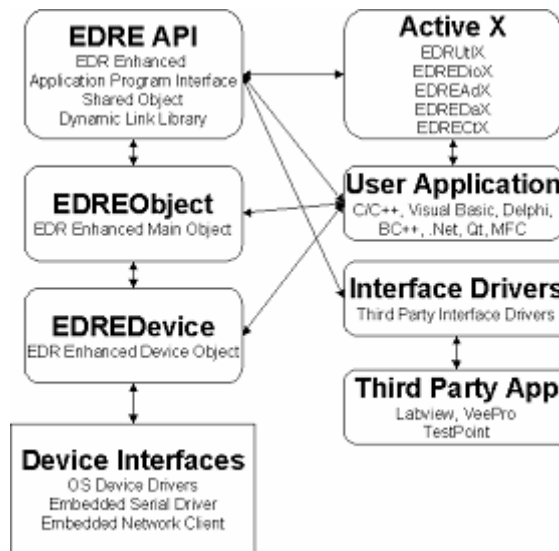 EDRE API
EDR Enhanced
Application Program Interface
Shared Object
Dynamic Link Library
Active X
EDRUtlX
EDREDioX
EDREAdX
EDREDaX
EDRECtX
EDREObject
EDR Enhanced Main Object
User Application
C/C++, Visual Basic, Delphi,
BC++, .Net, Qt, MFC
EDREDevice
EDR Enhanced Device Object
Interface Drivers
Third Party Interface Drivers
Device Interfaces
OS Device Drivers
Embedded Serial Driver
Embedded Network Client
Third Party App
Labview, VeePro
TestPoint